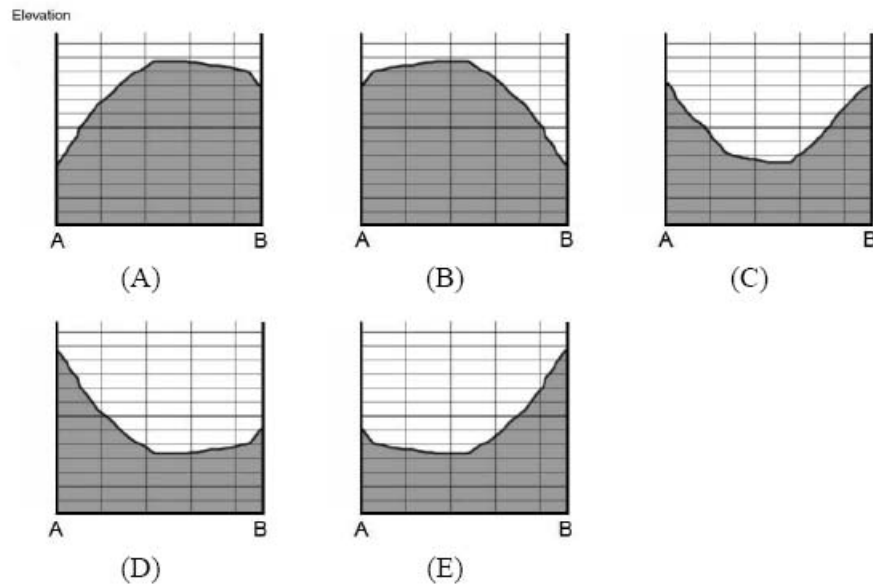 Elevation
A B A B A B
(A) (B) (C)
A B A B
(D) (E)